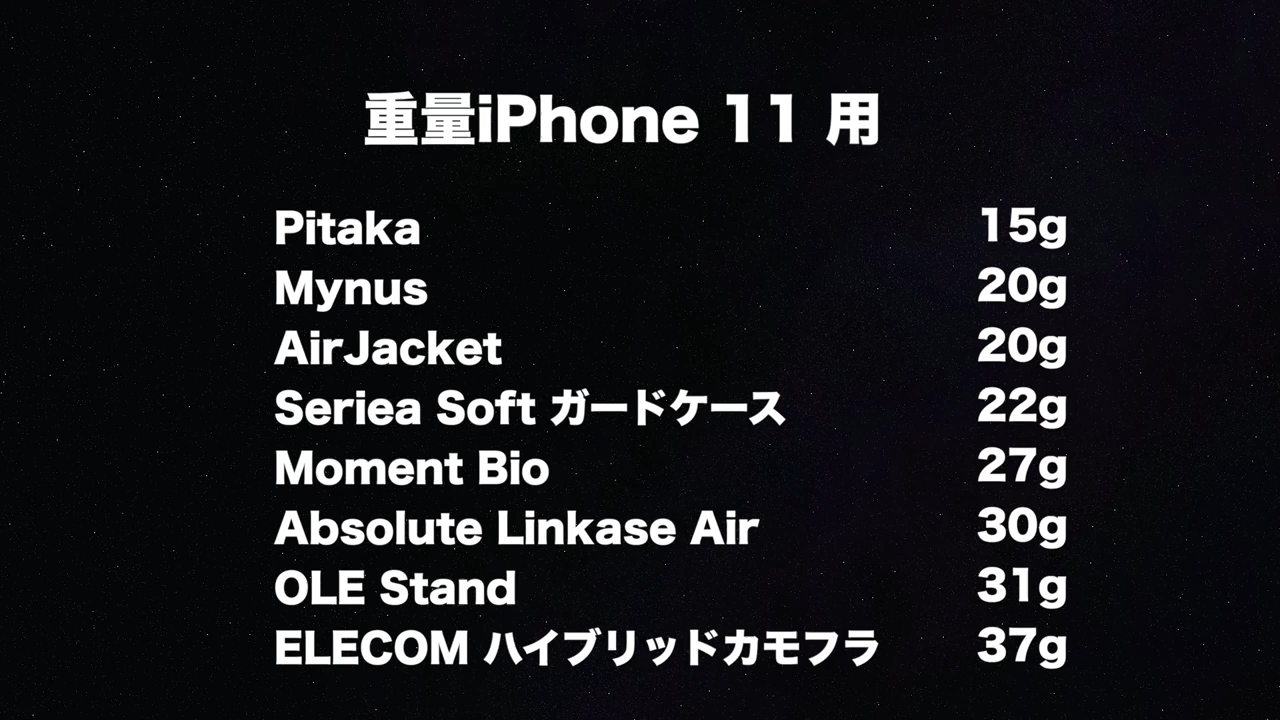 重量iPhone 11 用
Pitaka 15g
Mynus 20g
AirJacket 20g
Seriea Soft ガードケース 22g
Moment Bio 27g
Absolute Linkase Air 30g
OLE Stand 31g
ELECOM ハイブリッドカモフラ 37g